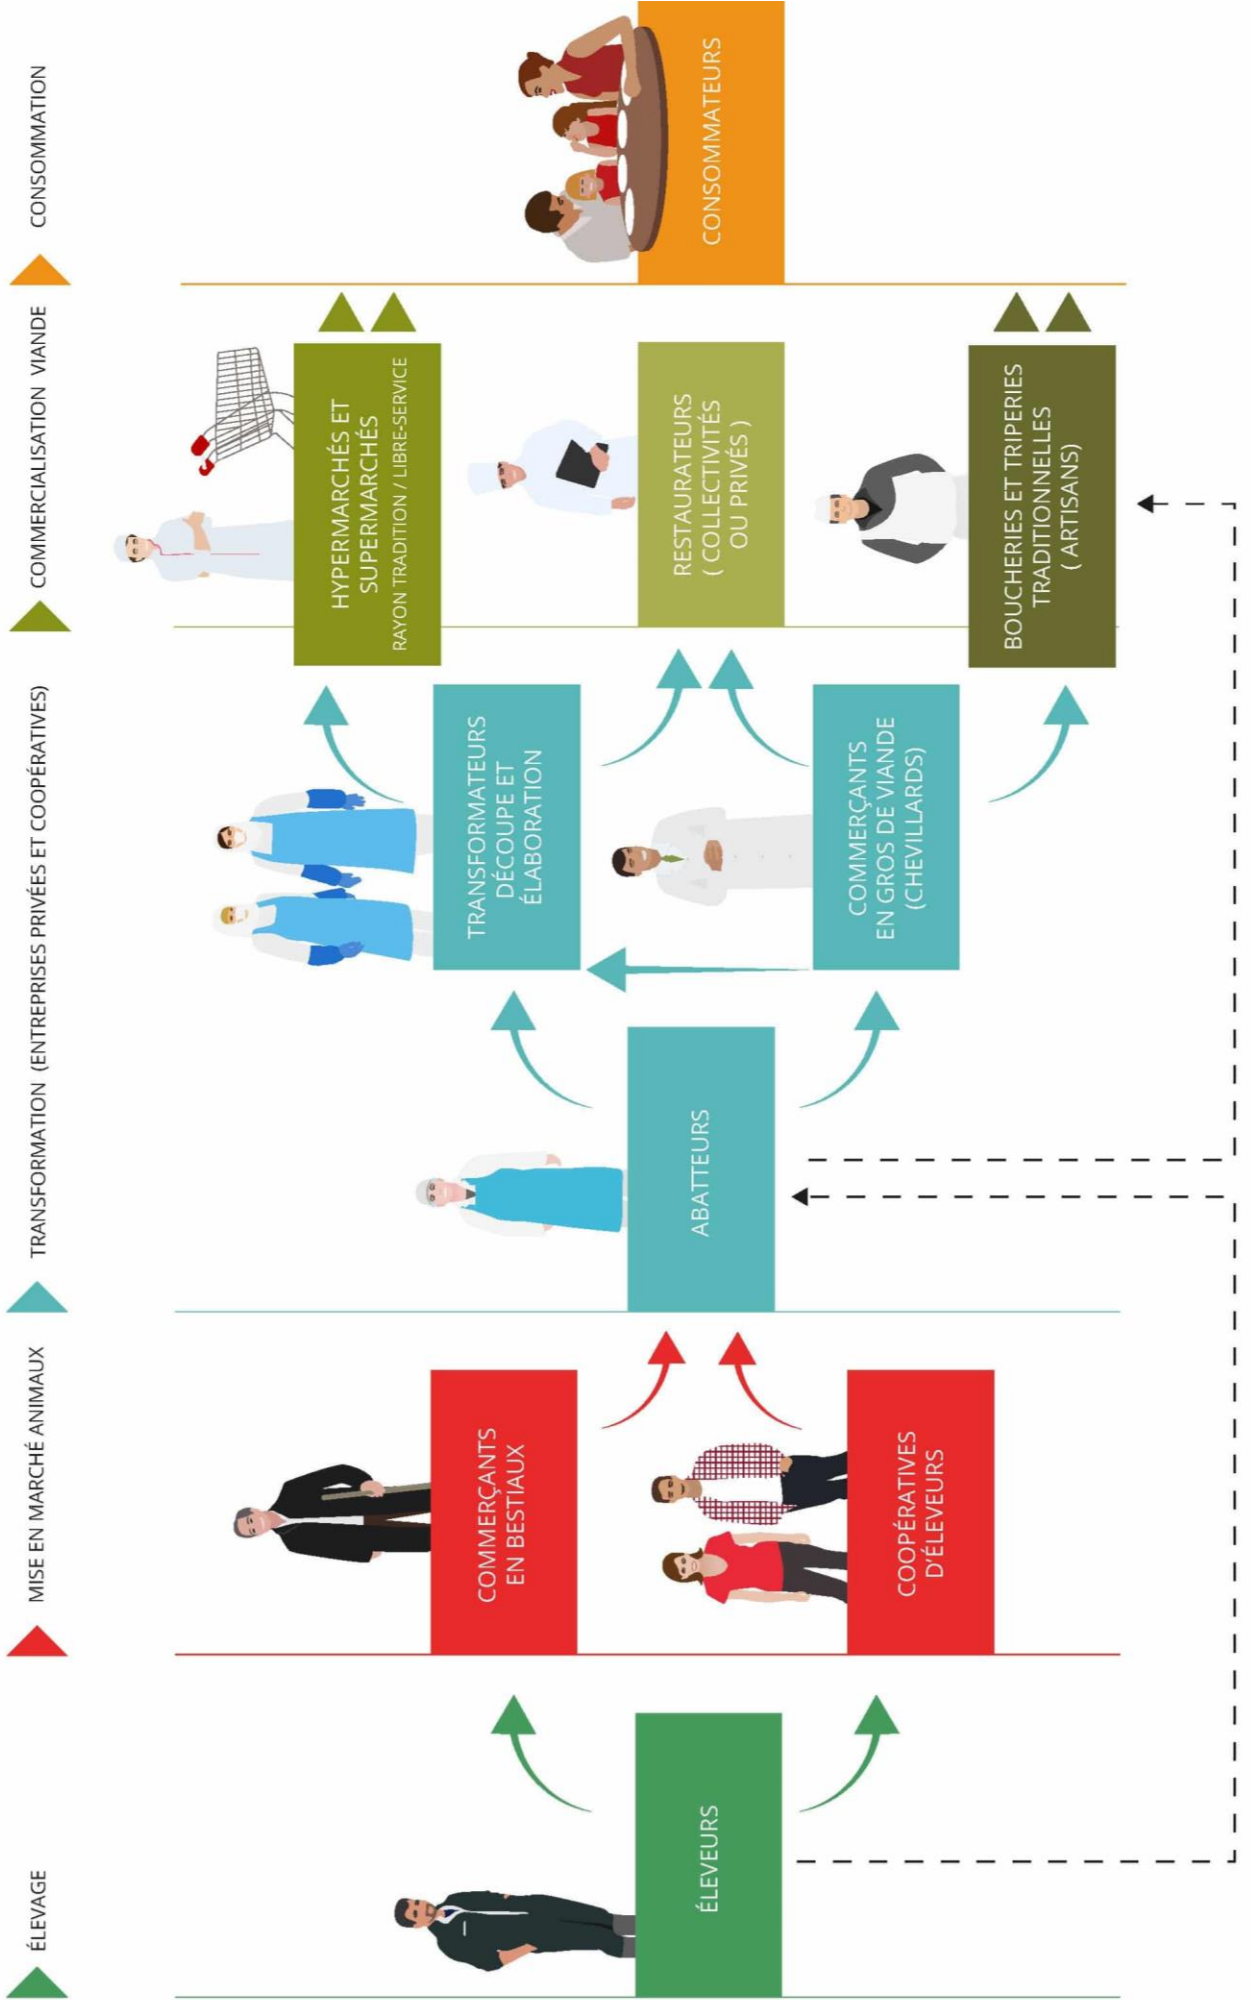 ÉLEVAGE
MISE EN MARCHÉ ANIMAUX
TRANSFORMATION (ENTREPRISES PRIVÉES ET COOPÉRATIVES)
COMMERCIALISATION VIANDE
CONSOMMATION
ÉLEVEURS
COMMERÇANTS
EN BESTIAUX
COOPÉRATIVES
D'ÉLEVEURS
ABATTEURS
TRANSFORMATEURS
DÉCOUPE ET
ÉLABORATION
COMMERÇANTS
EN GROS DE VIANDE
(CHEVILLARDS)
HYPERMARCHÉS ET
SUPERMARCHÉS
RAYON TRADITION / LIBRE-SERVICE
RESTAURATEURS
( COLLECTIVITÉS
OU PRIVÉS )
BOUCHERIES ET TRIPERIES
TRADITIONNELLES
( ARTISANS)
CONSOMMATEURS